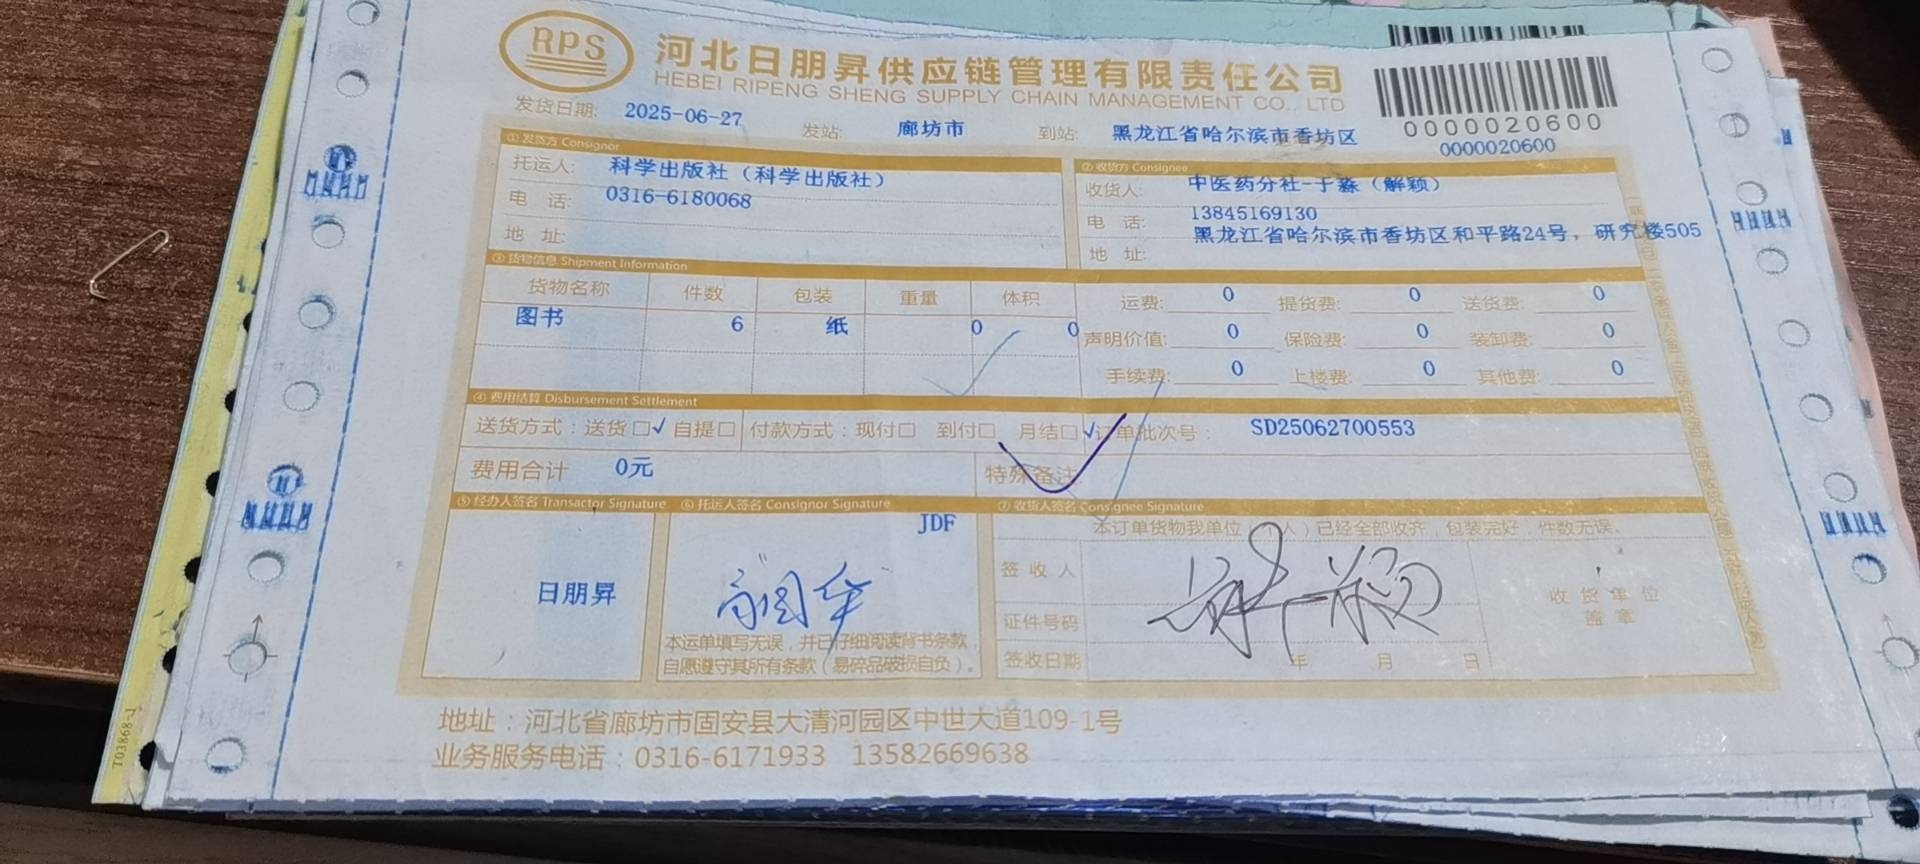 RPS
河北日朋昇供应链管理有限责任公司
HEBEI RIPENG SHENG SUPPLY CHAIN MANAGEMENT CO., LTD
0000020600
0000020600
发货日期: 2025-06-27 发站: 廊坊市 到站: 黑龙江省哈尔滨市香坊区
① 发货方 Consignor
托运人: 科学出版社（科学出版社）
电 话: 0316-6180068
地 址:
② 收货方 Consignee
收货人: 中医药分社-于淼（解颖）
电 话: 13845169130
地 址: 黑龙江省哈尔滨市香坊区和平路24号，研究楼505
③ 货物信息 Shipment Information
货物名称 件数 包装 重量 体积
图书 6 纸 0 0
运费: 0 提货费: 0 送货费: 0
声明价值: 0 保险费: 0 装卸费: 0
手续费: 0 上楼费: 0 其他费: 0
④ 费用结算 Disbursement Settlement
送货方式：送货□√ 自提□ 付款方式：现付□ 到付□ 月结□√ 订单批次号： SD25062700553
费用合计 0元 特殊备注
⑤ 经办人签名 Transactor Signature
日朋昇
⑥ 托运人签名 Consignor Signature
JDF
本运单填写无误，并已仔细阅读背书条款，
自愿遵守其所有条款（易碎品破损自负）。
⑦ 收货人签名 Consignee Signature
本订单货物我单位（个人）已经全部收齐，包装完好，件数无误。
签 收 人
证件号码
签收日期 年 月 日
收 货 单 位
盖 章
地址：河北省廊坊市固安县大清河园区中世大道109-1号
业务服务电话：0316-6171933 13582669638
T03868-1